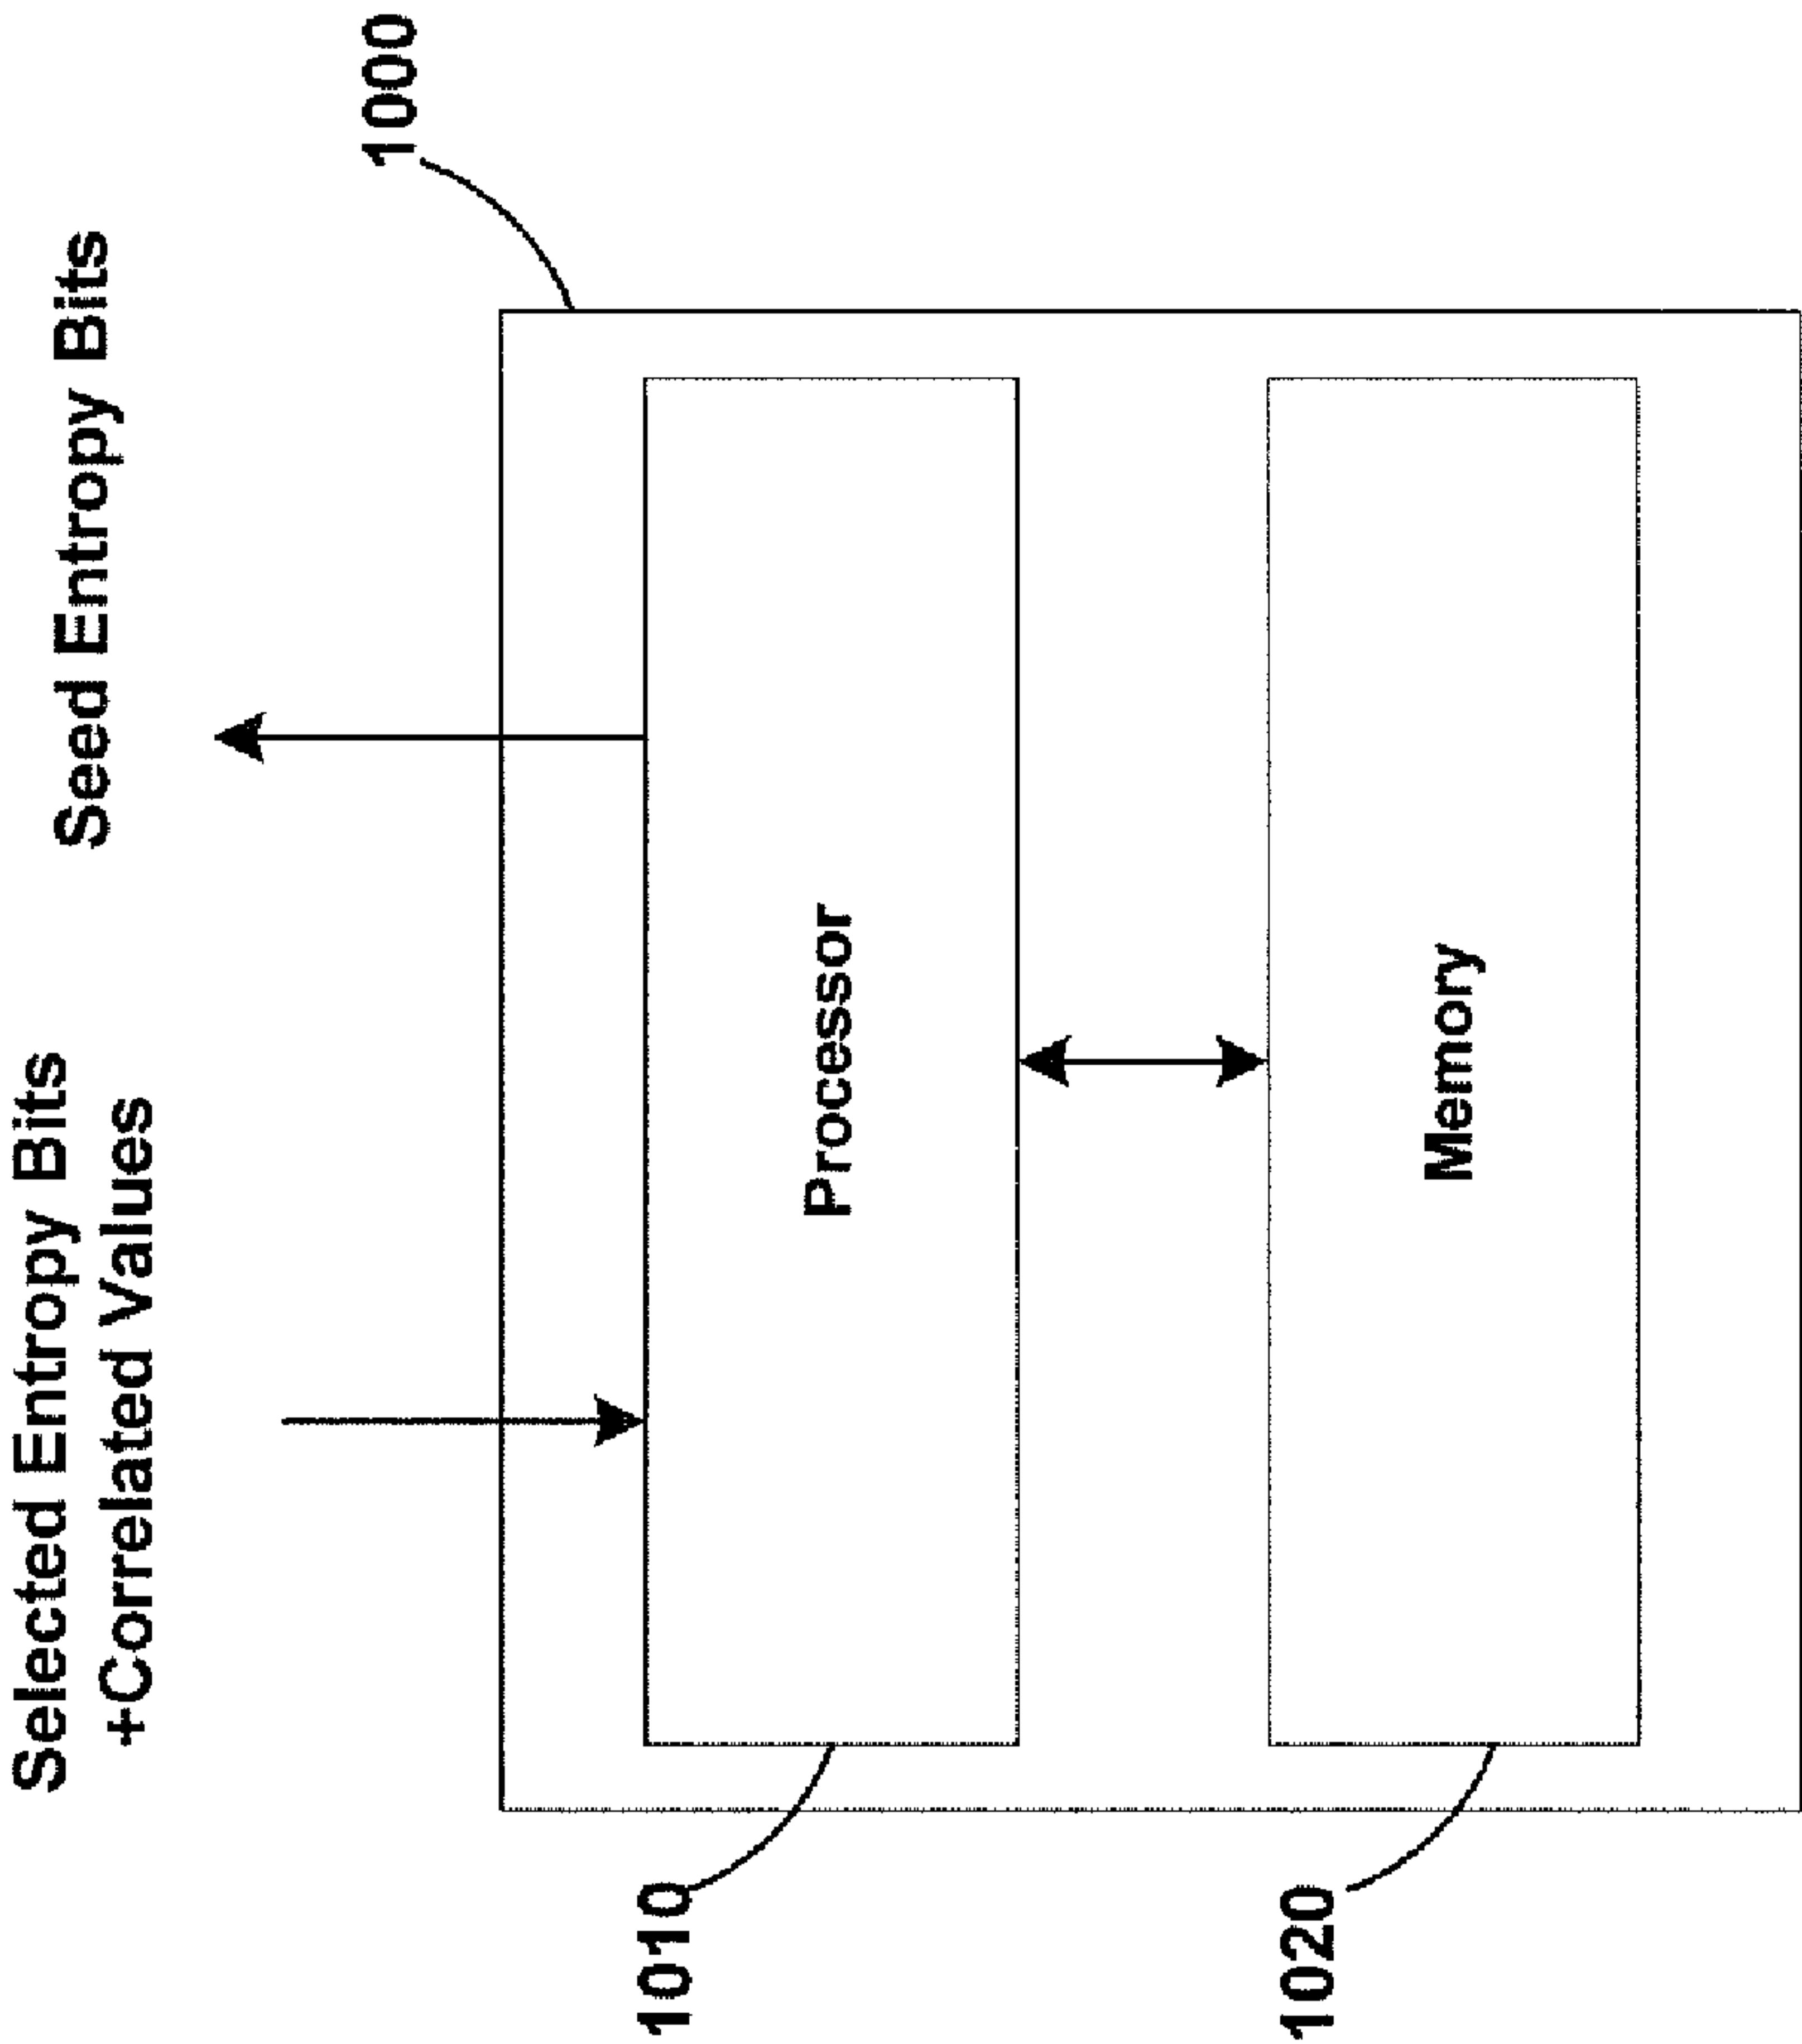 Selected Entropy Bits
+Correlated Values
Seed Entropy Bits
1000
1010
Processor
1020
Memory